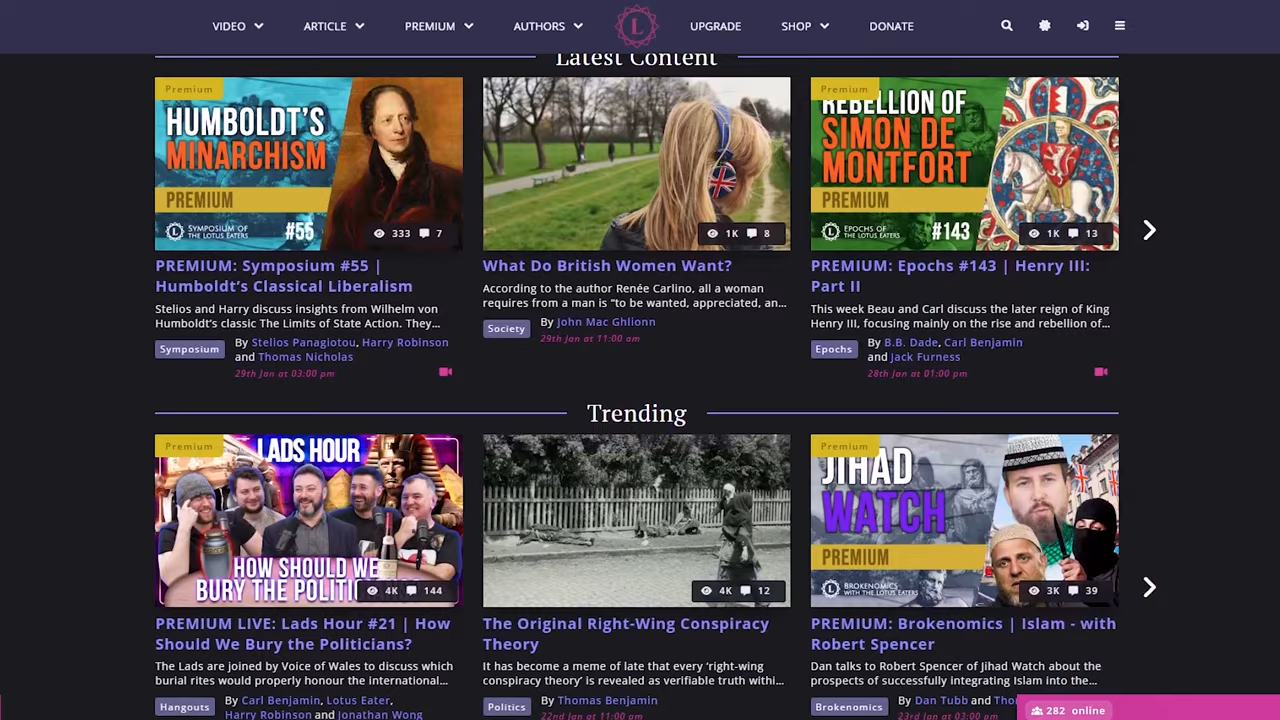 VIDEO ARTICLE PREMIUM AUTHORS L UPGRADE SHOP DONATE
Latest Content
Premium
HUMBOLDT'S
MINARCHISM
PREMIUM
L SYMPOSIUM OF
THE LOTUS EATERS
#55
333 7
PREMIUM: Symposium #55 |
Humboldt's Classical Liberalism
Stelios and Harry discuss insights from Wilhelm von
Humboldt's classic The Limits of State Action. They...
Symposium
By Stelios Panagiotou, Harry Robinson
and Thomas Nicholas
29th Jan at 03:00 pm
1K 8
What Do British Women Want?
According to the author Renée Carlino, all a woman
requires from a man is "to be wanted, appreciated, an...
Society
By John Mac Ghlionn
29th Jan at 11:00 am
Premium
REBELLION OF
SIMON DE
MONTFORT
PREMIUM
L EPOCHS OF
THE LOTUS EATERS
#143
1K 13
PREMIUM: Epochs #143 | Henry III:
Part II
This week Beau and Carl discuss the later reign of King
Henry III, focusing mainly on the rise and rebellion of...
Epochs
By B.B. Dade, Carl Benjamin
and Jack Furness
28th Jan at 01:00 pm
Trending
Premium
LADS HOUR
HOW SHOULD WE
BURY THE POLITI
4K 144
PREMIUM LIVE: Lads Hour #21 | How
Should We Bury the Politicians?
The Lads are joined by Voice of Wales to discuss which
burial rites would properly honour the international...
Hangouts
By Carl Benjamin, Lotus Eater,
Harry Robinson and Jonathan Wong
4K 12
The Original Right-Wing Conspiracy
Theory
It has become a meme of late that every 'right-wing
conspiracy theory' is revealed as verifiable truth withi...
Politics
By Thomas Benjamin
22nd Jan at 11:00 am
Premium
JIHAD
WATCH
PREMIUM
L BROKENOMICS
WITH THE LOTUS EATERS
3K 39
PREMIUM: Brokenomics | Islam - with
Robert Spencer
Dan talks to Robert Spencer of Jihad Watch about the
prospects of successfully integrating Islam into the...
Brokenomics
By Dan Tubb and Tho
23rd Jan at 03:00 pm
282 online